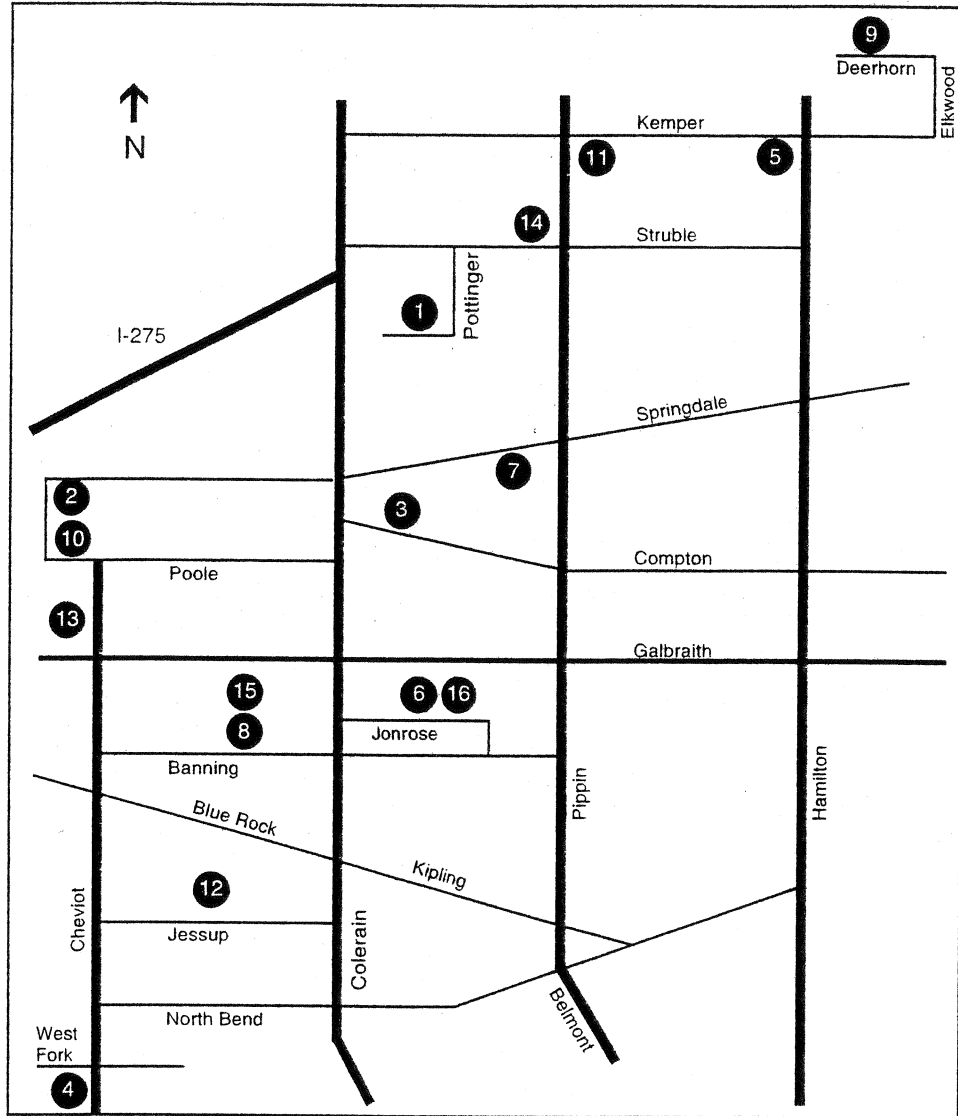 9
Deerhorn
Elkwood
N
Kemper
11
5
14
Struble
Pottinger
1
I-275
Springdale
7
2
3
10
Poole
Compton
13
Galbraith
15
6
16
8
Jonrose
Banning
Pippin
Hamilton
Blue Rock
Kipling
12
Cheviot
Jessup
Colerain
North Bend
Belmont
West
Fork
4